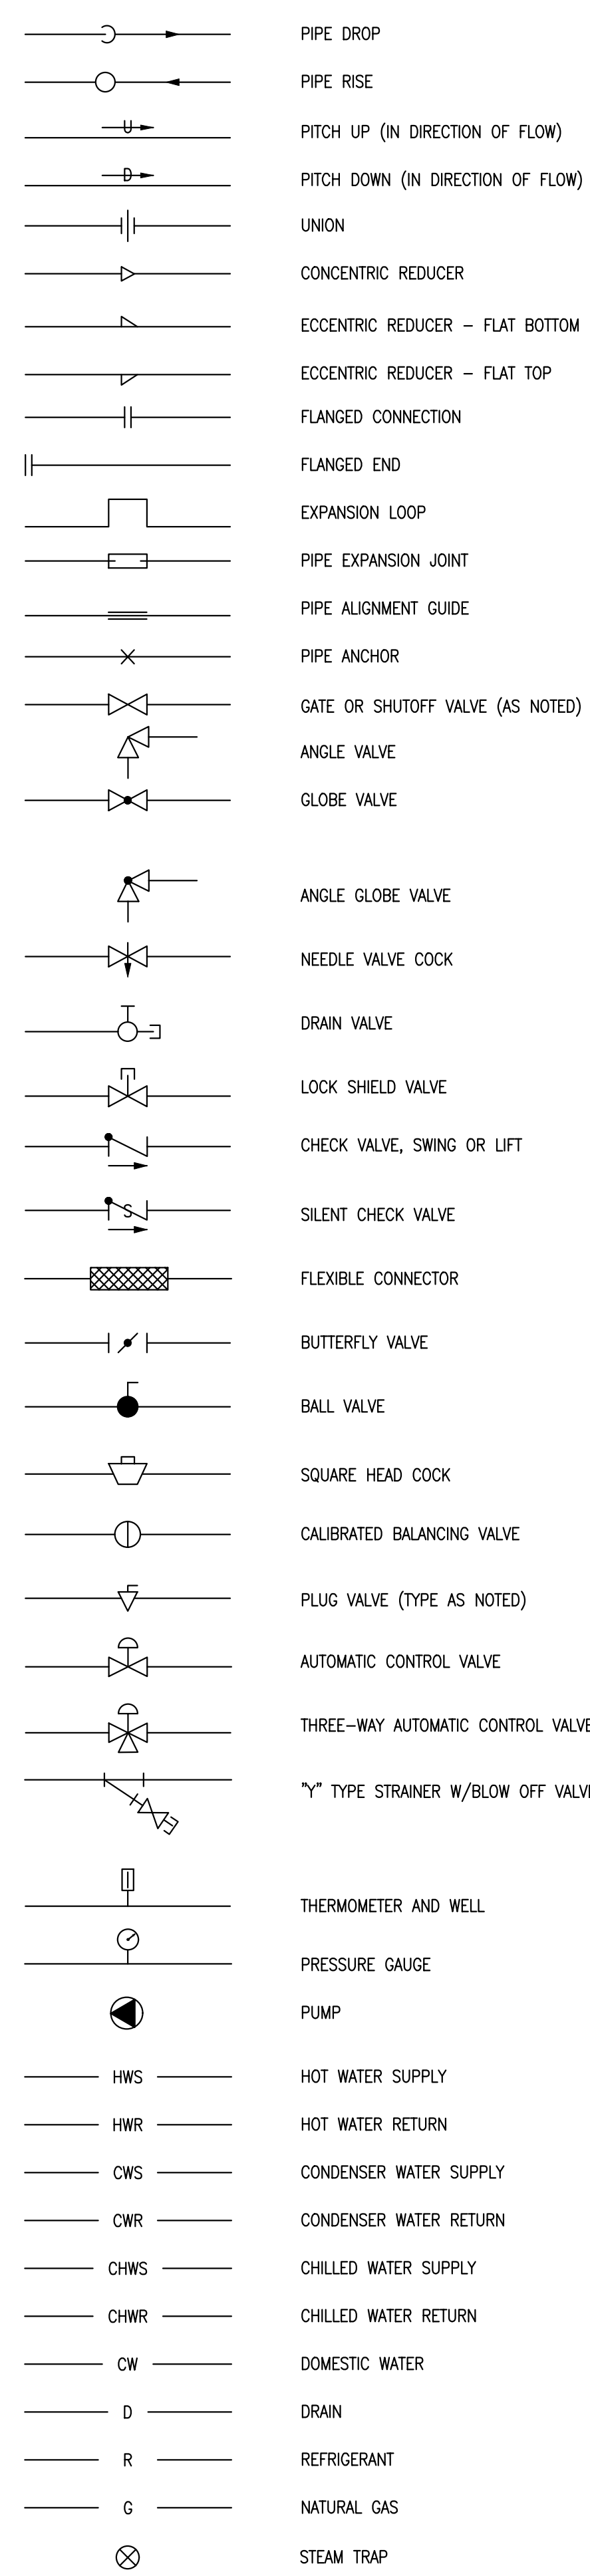 PIPE DROP
PIPE RISE
U PITCH UP (IN DIRECTION OF FLOW)
D PITCH DOWN (IN DIRECTION OF FLOW)
UNION
CONCENTRIC REDUCER
ECCENTRIC REDUCER – FLAT BOTTOM
ECCENTRIC REDUCER – FLAT TOP
FLANGED CONNECTION
FLANGED END
EXPANSION LOOP
PIPE EXPANSION JOINT
PIPE ALIGNMENT GUIDE
PIPE ANCHOR
GATE OR SHUTOFF VALVE (AS NOTED)
ANGLE VALVE
GLOBE VALVE
ANGLE GLOBE VALVE
NEEDLE VALVE COCK
DRAIN VALVE
LOCK SHIELD VALVE
CHECK VALVE, SWING OR LIFT
S SILENT CHECK VALVE
FLEXIBLE CONNECTOR
BUTTERFLY VALVE
BALL VALVE
SQUARE HEAD COCK
CALIBRATED BALANCING VALVE
PLUG VALVE (TYPE AS NOTED)
AUTOMATIC CONTROL VALVE
THREE–WAY AUTOMATIC CONTROL VALVE
"Y" TYPE STRAINER W/BLOW OFF VALV
THERMOMETER AND WELL
PRESSURE GAUGE
PUMP
HWS HOT WATER SUPPLY
HWR HOT WATER RETURN
CWS CONDENSER WATER SUPPLY
CWR CONDENSER WATER RETURN
CHWS CHILLED WATER SUPPLY
CHWR CHILLED WATER RETURN
CW DOMESTIC WATER
D DRAIN
R REFRIGERANT
G NATURAL GAS
STEAM TRAP